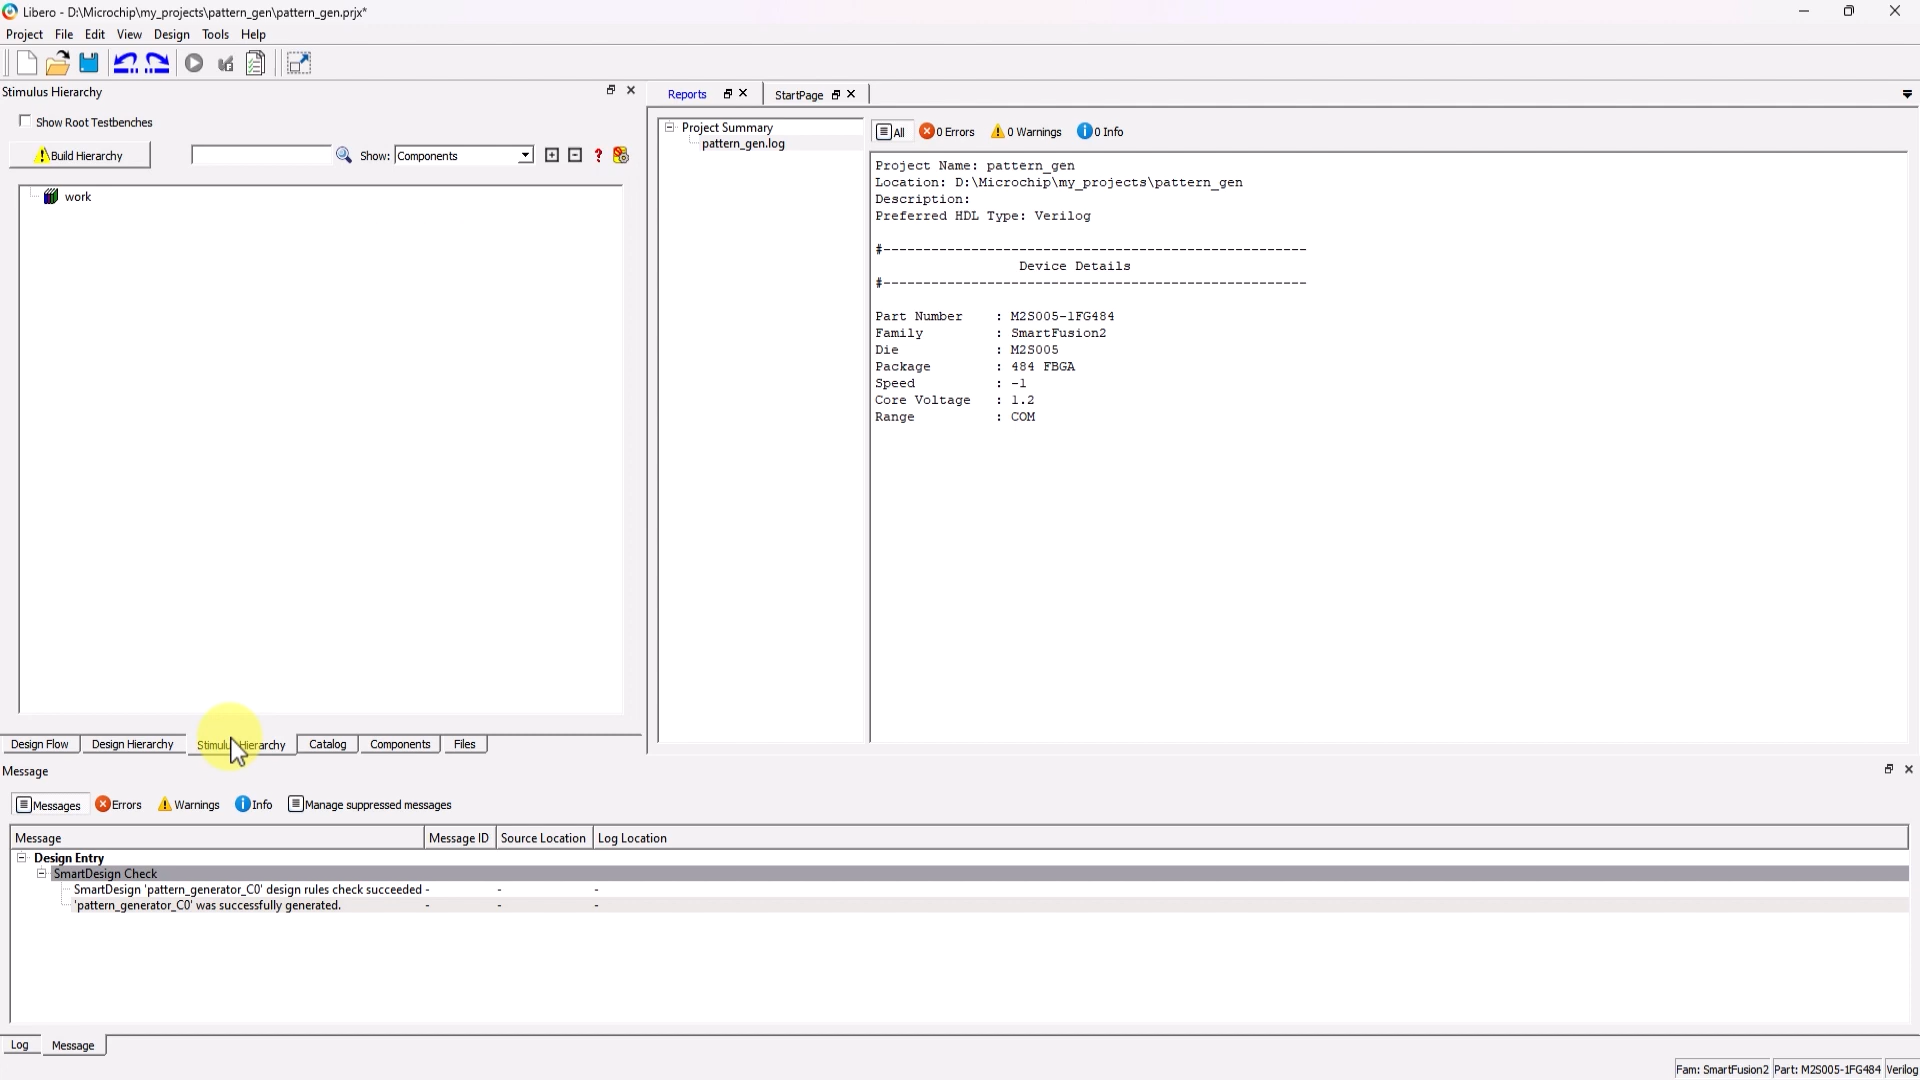 Libero - D:\Microchip\my_projects\pattern_gen\pattern_gen.prjx*
Project File Edit View Design Tools Help
Stimulus Hierarchy
Show Root Testbenches
Build Hierarchy
Show: Components
work
Design Flow Design Hierarchy Stimulus Hierarchy Catalog Components Files
Reports StartPage
Project Summary
pattern_gen.log
All 0 Errors 0 Warnings 0 Info
Project Name: pattern_gen
Location: D:\Microchip\my_projects\pattern_gen
Description:
Preferred HDL Type: Verilog
#-----------------------------------------------------
Device Details
#-----------------------------------------------------
Part Number : M2S005-1FG484
Family : SmartFusion2
Die : M2S005
Package : 484 FBGA
Speed : -1
Core Voltage : 1.2
Range : COM
Message
Messages Errors Warnings Info Manage suppressed messages
Message Message ID Source Location Log Location
Design Entry
SmartDesign Check
SmartDesign 'pattern_generator_C0' design rules check succeeded - - -
'pattern_generator_C0' was successfully generated. - - -
Log Message
Fam: SmartFusion2 Part: M2S005-1FG484 Verilog